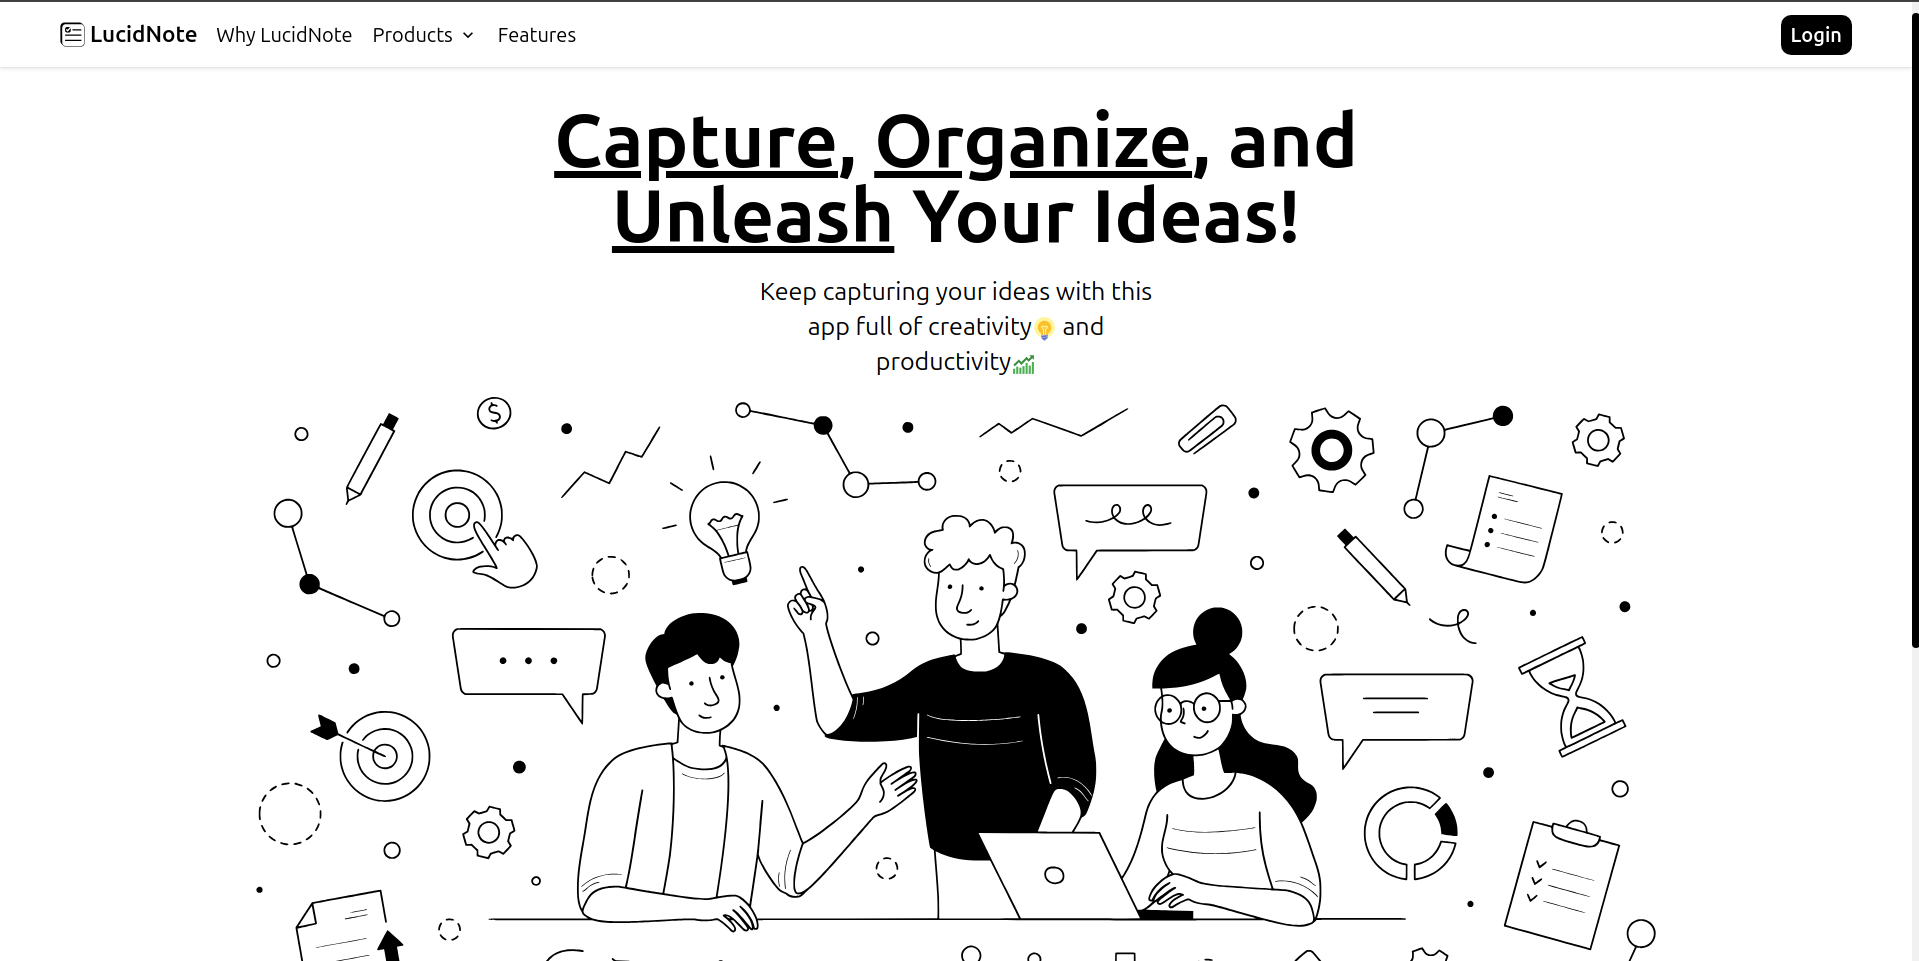 LucidNote Why LucidNote Products Features Login
Capture, Organize, and
Unleash Your Ideas!
Keep capturing your ideas with this
app full of creativity💡 and
productivity💹
$